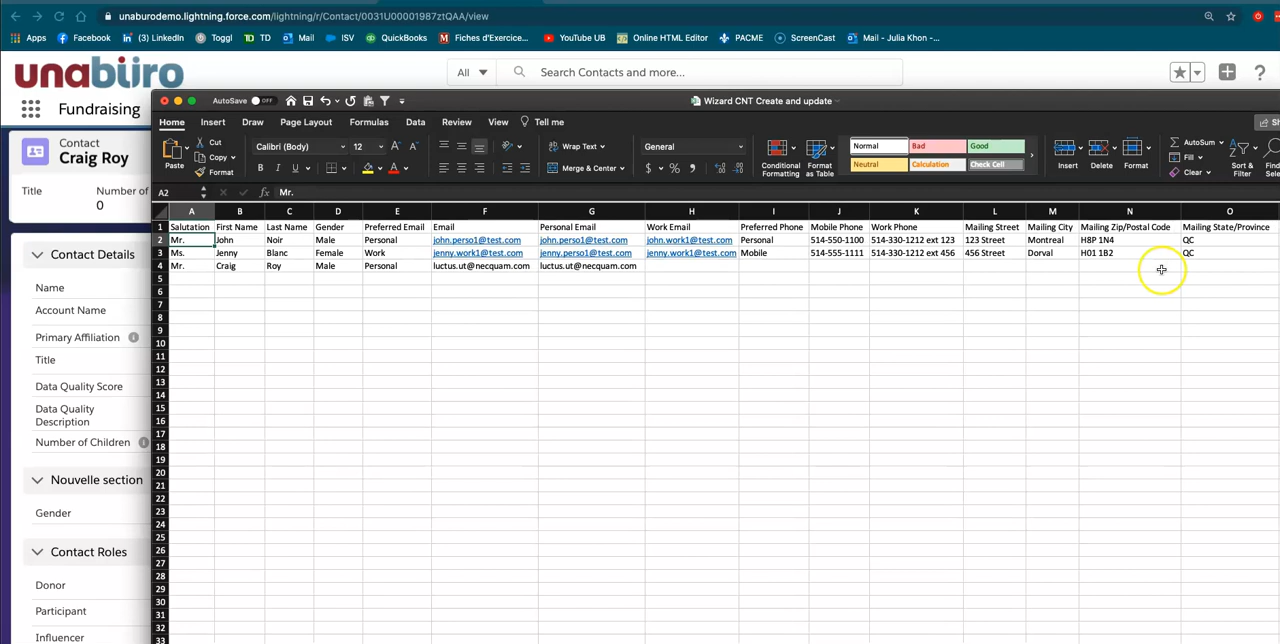 unaburodemo.lightning.force.com/lightning/r/Contact/0031U00001987ztQAA/view
Apps Facebook (3) LinkedIn Toggl TD Mail ISV QuickBooks Fiches d'Exercice... YouTube UB Online HTML Editor PACME ScreenCast Mail - Julia Khon -...
unabüro
All Search Contacts and more...
Fundraising
Contact
Craig Roy
Title Number of
0
Contact Details
Name
Account Name
Primary Affiliation
Title
Data Quality Score
Data Quality
Description
Number of Children
Nouvelle section
Gender
Contact Roles
Donor
Participant
Influencer
AutoSave OFF Wizard CNT Create and update
Home Insert Draw Page Layout Formulas Data Review View Tell me
Paste Cut Copy Format
Calibri (Body) 12
B I U
Wrap Text
Merge & Center
General
$ %
Conditional
Formatting
Format
as Table
Normal Bad Good
Neutral Calculation Check Cell
Insert Delete Format
AutoSum
Fill
Clear
Sort &
Filter
A2 fx Mr.
A B C D E F G H I J K L M N O
1 Salutation First Name Last Name Gender Preferred Email Email Personal Email Work Email Preferred Phone Mobile Phone Work Phone Mailing Street Mailing City Mailing Zip/Postal Code Mailing State/Province
2 Mr. John Noir Male Personal john.perso1@test.com john.perso1@test.com john.work1@test.com Personal 514-550-1100 514-330-1212 ext 123 123 Street Montreal H8P 1N4 QC
3 Ms. Jenny Blanc Female Work jenny.work1@test.com jenny.perso1@test.com jenny.work1@test.com Mobile 514-555-1111 514-330-1212 ext 456 456 Street Dorval H01 1B2 QC
4 Mr. Craig Roy Male Personal luctus.ut@necquam.com luctus.ut@necquam.com
5
6
7
8
9
10
11
12
13
14
15
16
17
18
19
20
21
22
23
24
25
26
27
28
29
30
31
32
33